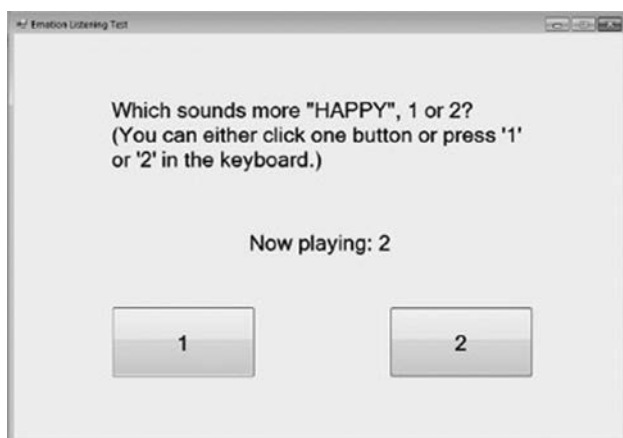 Emotion Listening Test
Which sounds more "HAPPY", 1 or 2?
(You can either click one button or press '1'
or '2' in the keyboard.)
Now playing: 2
1
2